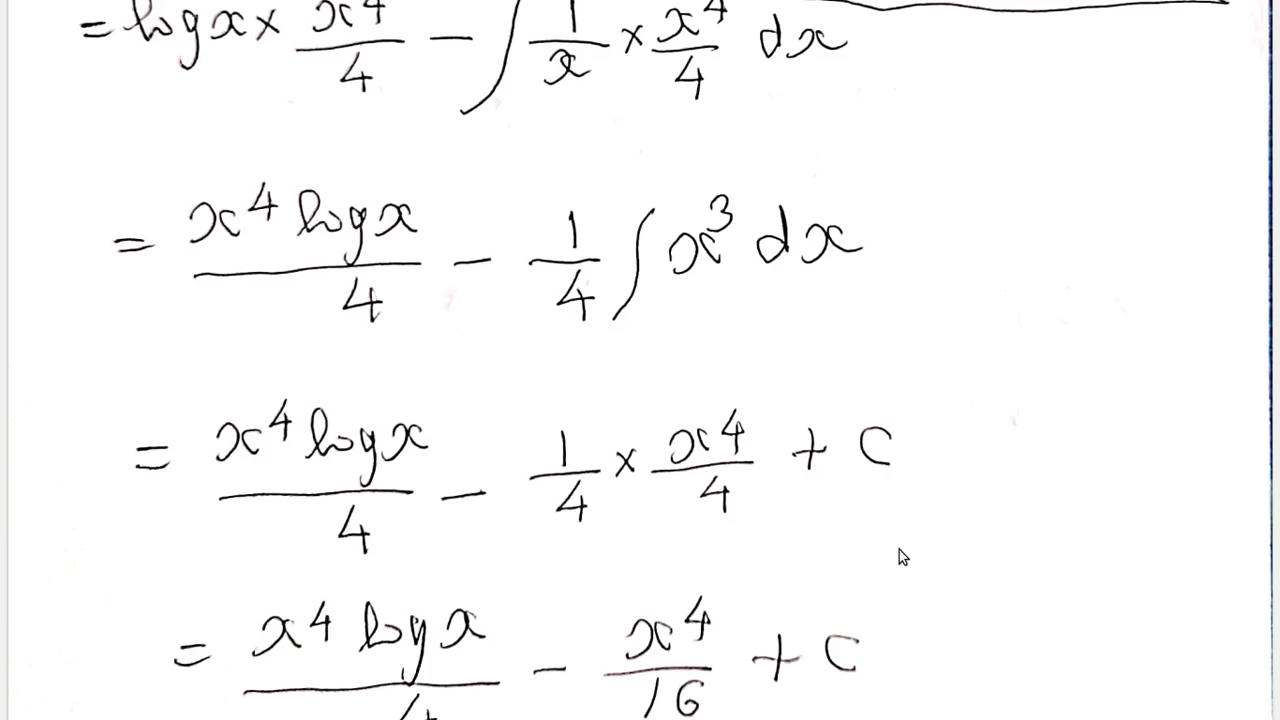 = log x × x⁴/4 − ∫ 1/x × x⁴/4 dx
= x⁴ log x/4 − 1/4 ∫ x³ dx
= x⁴ log x/4 − 1/4 × x⁴/4 + C
= x⁴ log x/4 − x⁴/16 + C